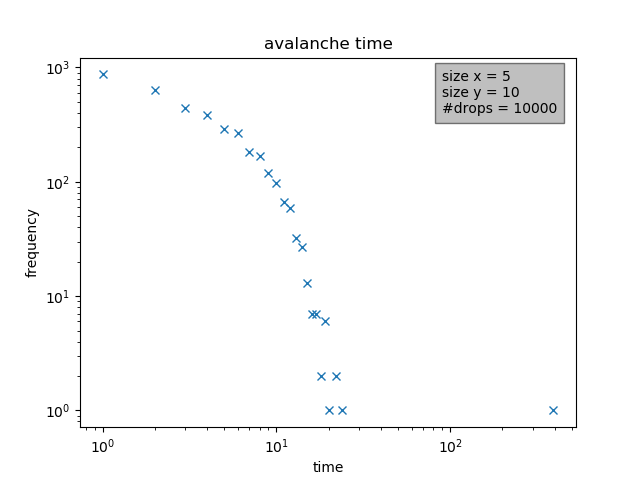 avalanche time
size x = 5
size y = 10
#drops = 10000
frequency
10³
10²
10¹
10⁰
10⁰ 10¹ 10²
time